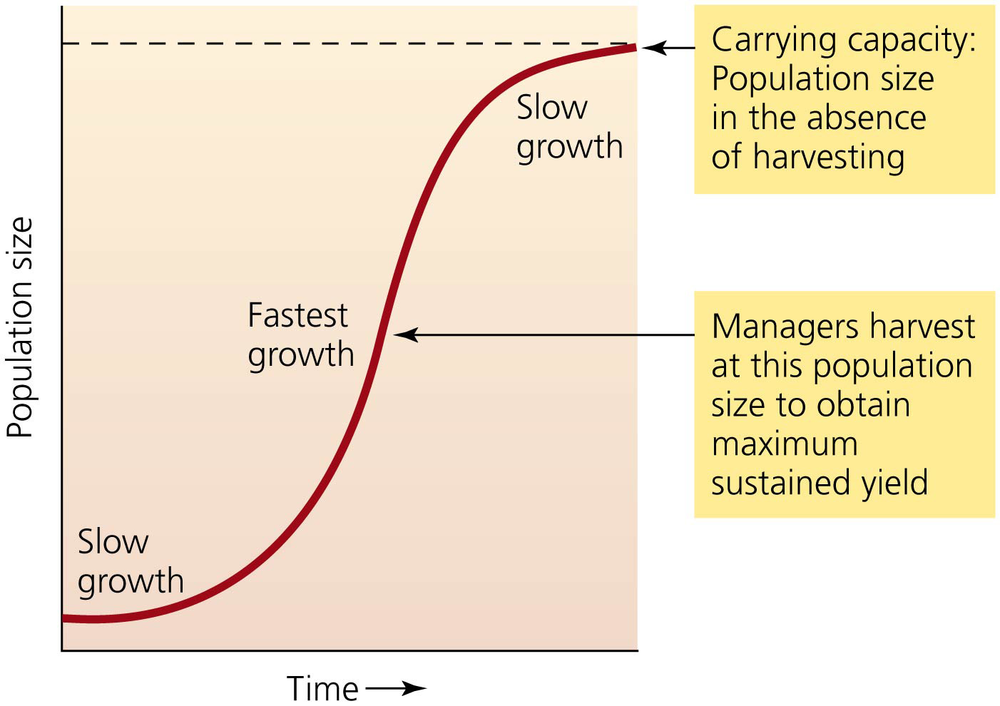 Carrying capacity:
Population size
in the absence
of harvesting
Slow
growth
Population size
Fastest
growth
Managers harvest
at this population
size to obtain
maximum
sustained yield
Slow
growth
Time